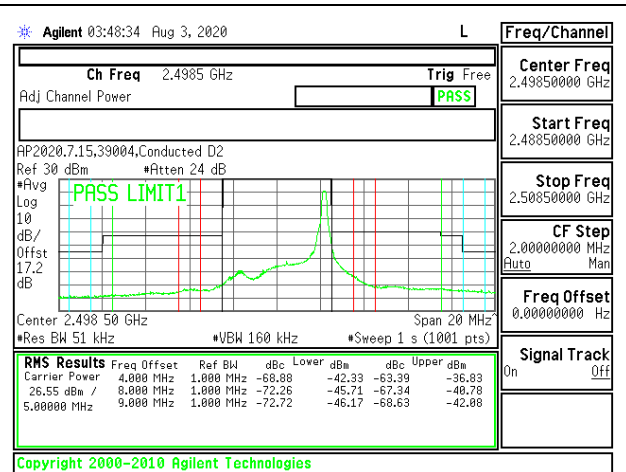 Agilent 03:48:34 Aug 3, 2020 L
Freq/Channel
Ch Freq 2.4985 GHz Trig Free
Adj Channel Power PASS
AP2020.7.15,39004,Conducted D2
Ref 30 dBm #Atten 24 dB
#Avg
Log
10
dB/
Offst
17.2
dB
PASS LIMIT1
Center 2.498 50 GHz Span 20 MHz^
#Res BW 51 kHz #VBW 160 kHz #Sweep 1 s (1001 pts)
RMS Results Freq Offset Ref BW dBc Lower dBm dBc Upper dBm
Carrier Power 4.000 MHz 1.000 MHz -68.88 -42.33 -63.39 -36.83
26.55 dBm / 8.000 MHz 1.000 MHz -72.26 -45.71 -67.34 -40.78
5.00000 MHz 9.000 MHz 1.000 MHz -72.72 -46.17 -68.63 -42.08
Center Freq
2.49850000 GHz
Start Freq
2.48850000 GHz
Stop Freq
2.50850000 GHz
CF Step
2.00000000 MHz
Auto Man
Freq Offset
0.00000000 Hz
Signal Track
On Off
Copyright 2000-2010 Agilent Technologies